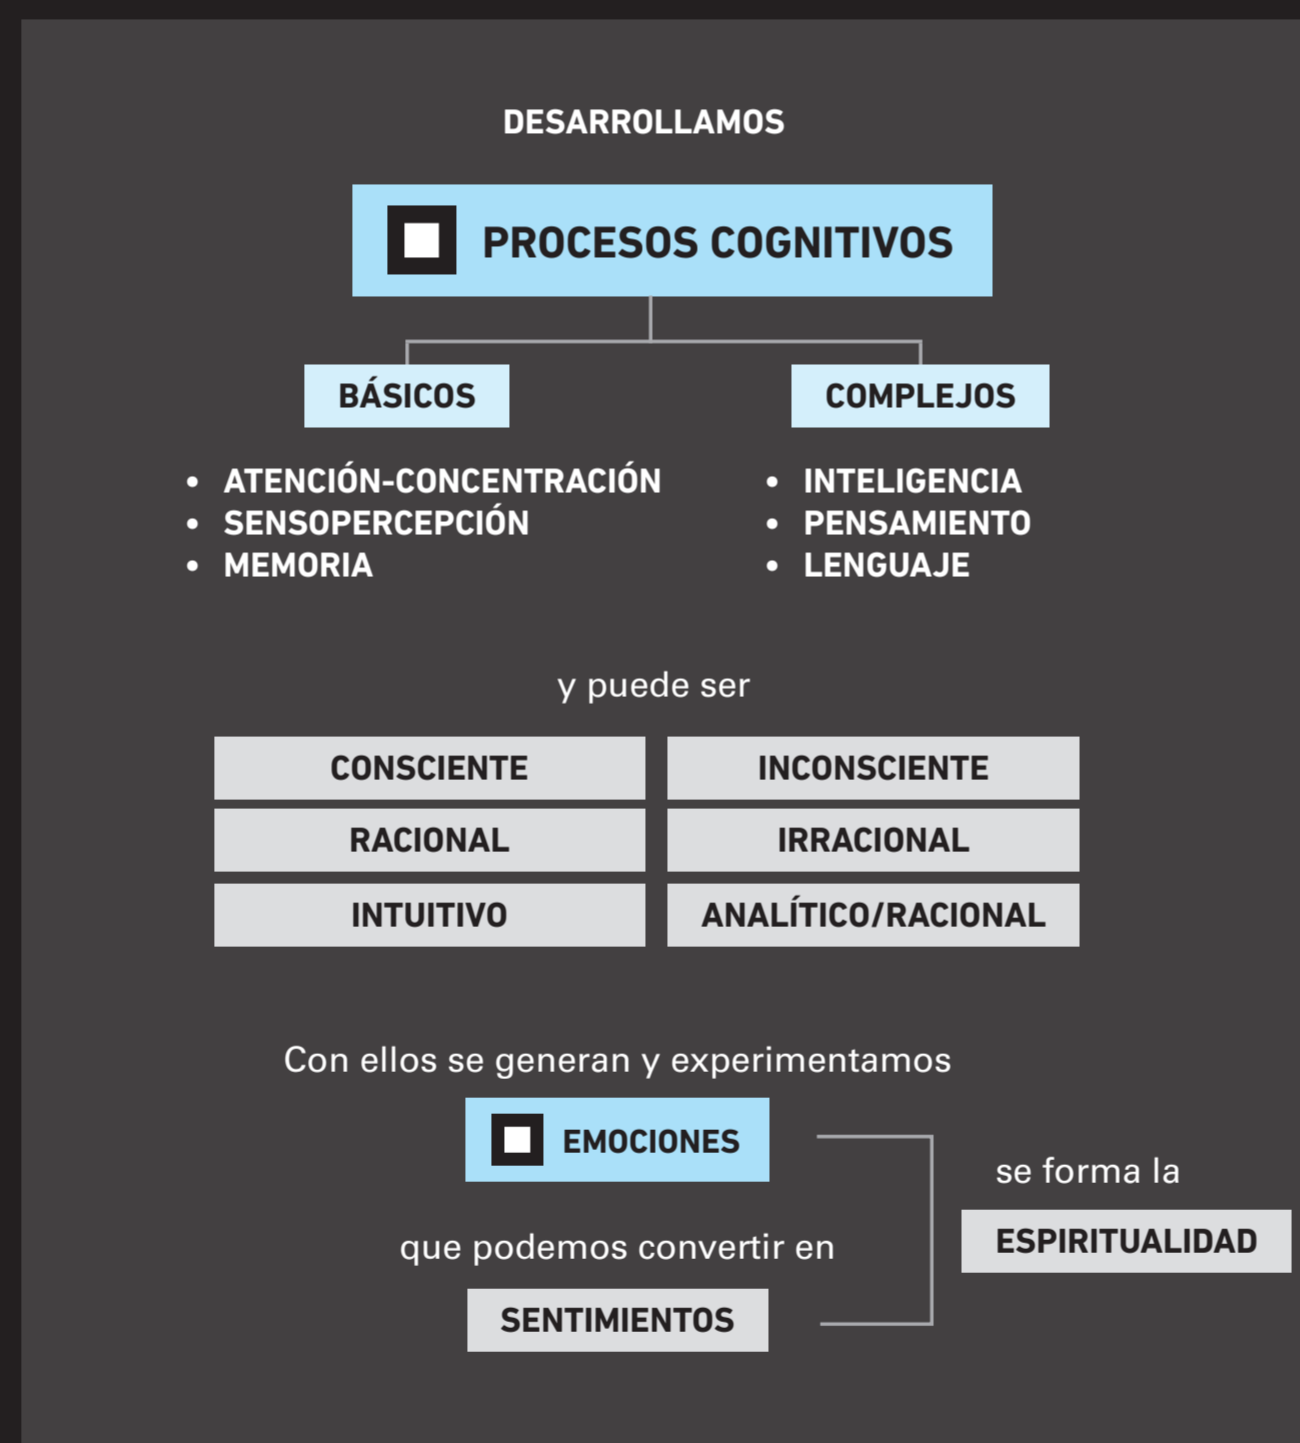 DESARROLLAMOS
PROCESOS COGNITIVOS
BÁSICOS
• ATENCIÓN-CONCENTRACIÓN
• SENSOPERCEPCIÓN
• MEMORIA
COMPLEJOS
• INTELIGENCIA
• PENSAMIENTO
• LENGUAJE
y puede ser
CONSCIENTE
INCONSCIENTE
RACIONAL
IRRACIONAL
INTUITIVO
ANALÍTICO/RACIONAL
Con ellos se generan y experimentamos
EMOCIONES
que podemos convertir en
SENTIMIENTOS
se forma la
ESPIRITUALIDAD